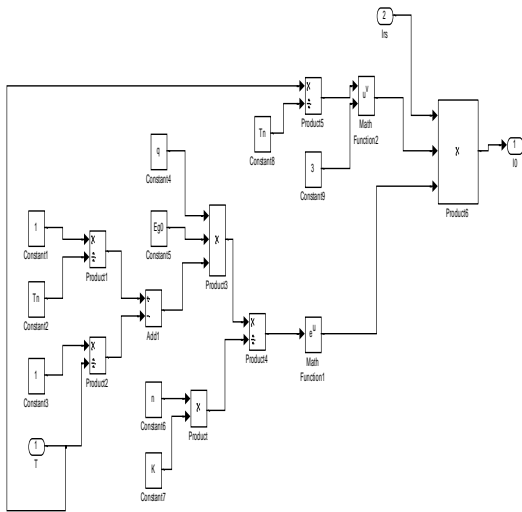 2
Irs
x
÷
Product5
Tn
Constant8
u^v
Math
Function2
3
Constant9
x
Product6
1
I0
q
Constant4
Eg0
Constant5
x
Product3
1
Constant1
x
÷
Product1
Tn
Constant2
+
-
Add1
1
Constant3
x
÷
Product2
x
÷
Product4
e^u
Math
Function1
n
Constant6
x
Product
K
Constant7
1
T